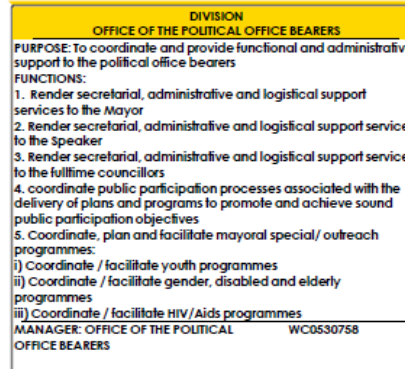 DIVISION
OFFICE OF THE POLITICAL OFFICE BEARERS
PURPOSE: To coordinate and provide functional and administrativ
support to the political office bearers
FUNCTIONS:
1. Render secretarial, administrative and logistical support
services to the Mayor
2. Render secretarial, administrative and logistical support service
to the Speaker
3. Render secretarial, administrative and logistical support service
to the fulltime councillors
4. coordinate public participation processes associated with the
delivery of plans and programs to promote and achieve sound
public participation objectives
5. Coordinate, plan and facilitate mayoral special/ outreach
programmes:
i) Coordinate / facilitate youth programmes
ii) Coordinate / facilitate gender, disabled and elderly
programmes
iii) Coordinate / facilitate HIV/Aids programmes
MANAGER: OFFICE OF THE POLITICAL WC0530758
OFFICE BEARERS